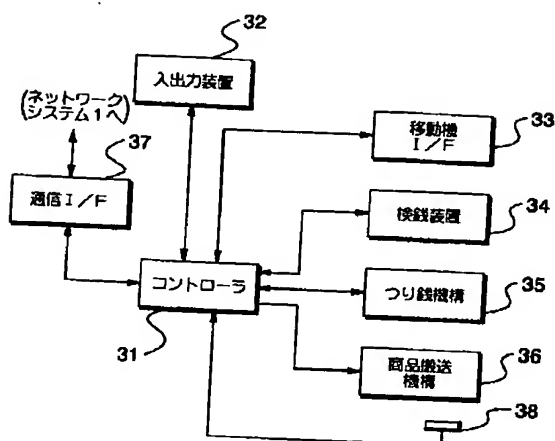 32
入出力装置
(ネットワーク
システム1へ)
37
通信I/F
移動機
I/F
33
検銭装置
34
コントローラ
31
つり銭機構
35
商品搬送
機構
36
38